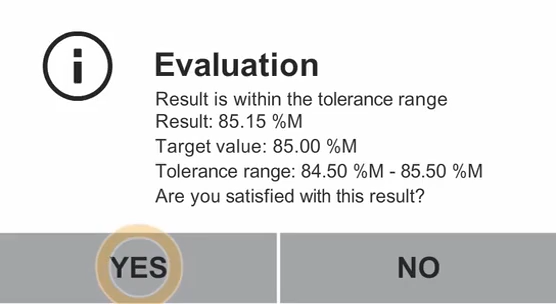 Evaluation
Result is within the tolerance range
Result: 85.15 %M
Target value: 85.00 %M
Tolerance range: 84.50 %M - 85.50 %M
Are you satisfied with this result?
YES
NO